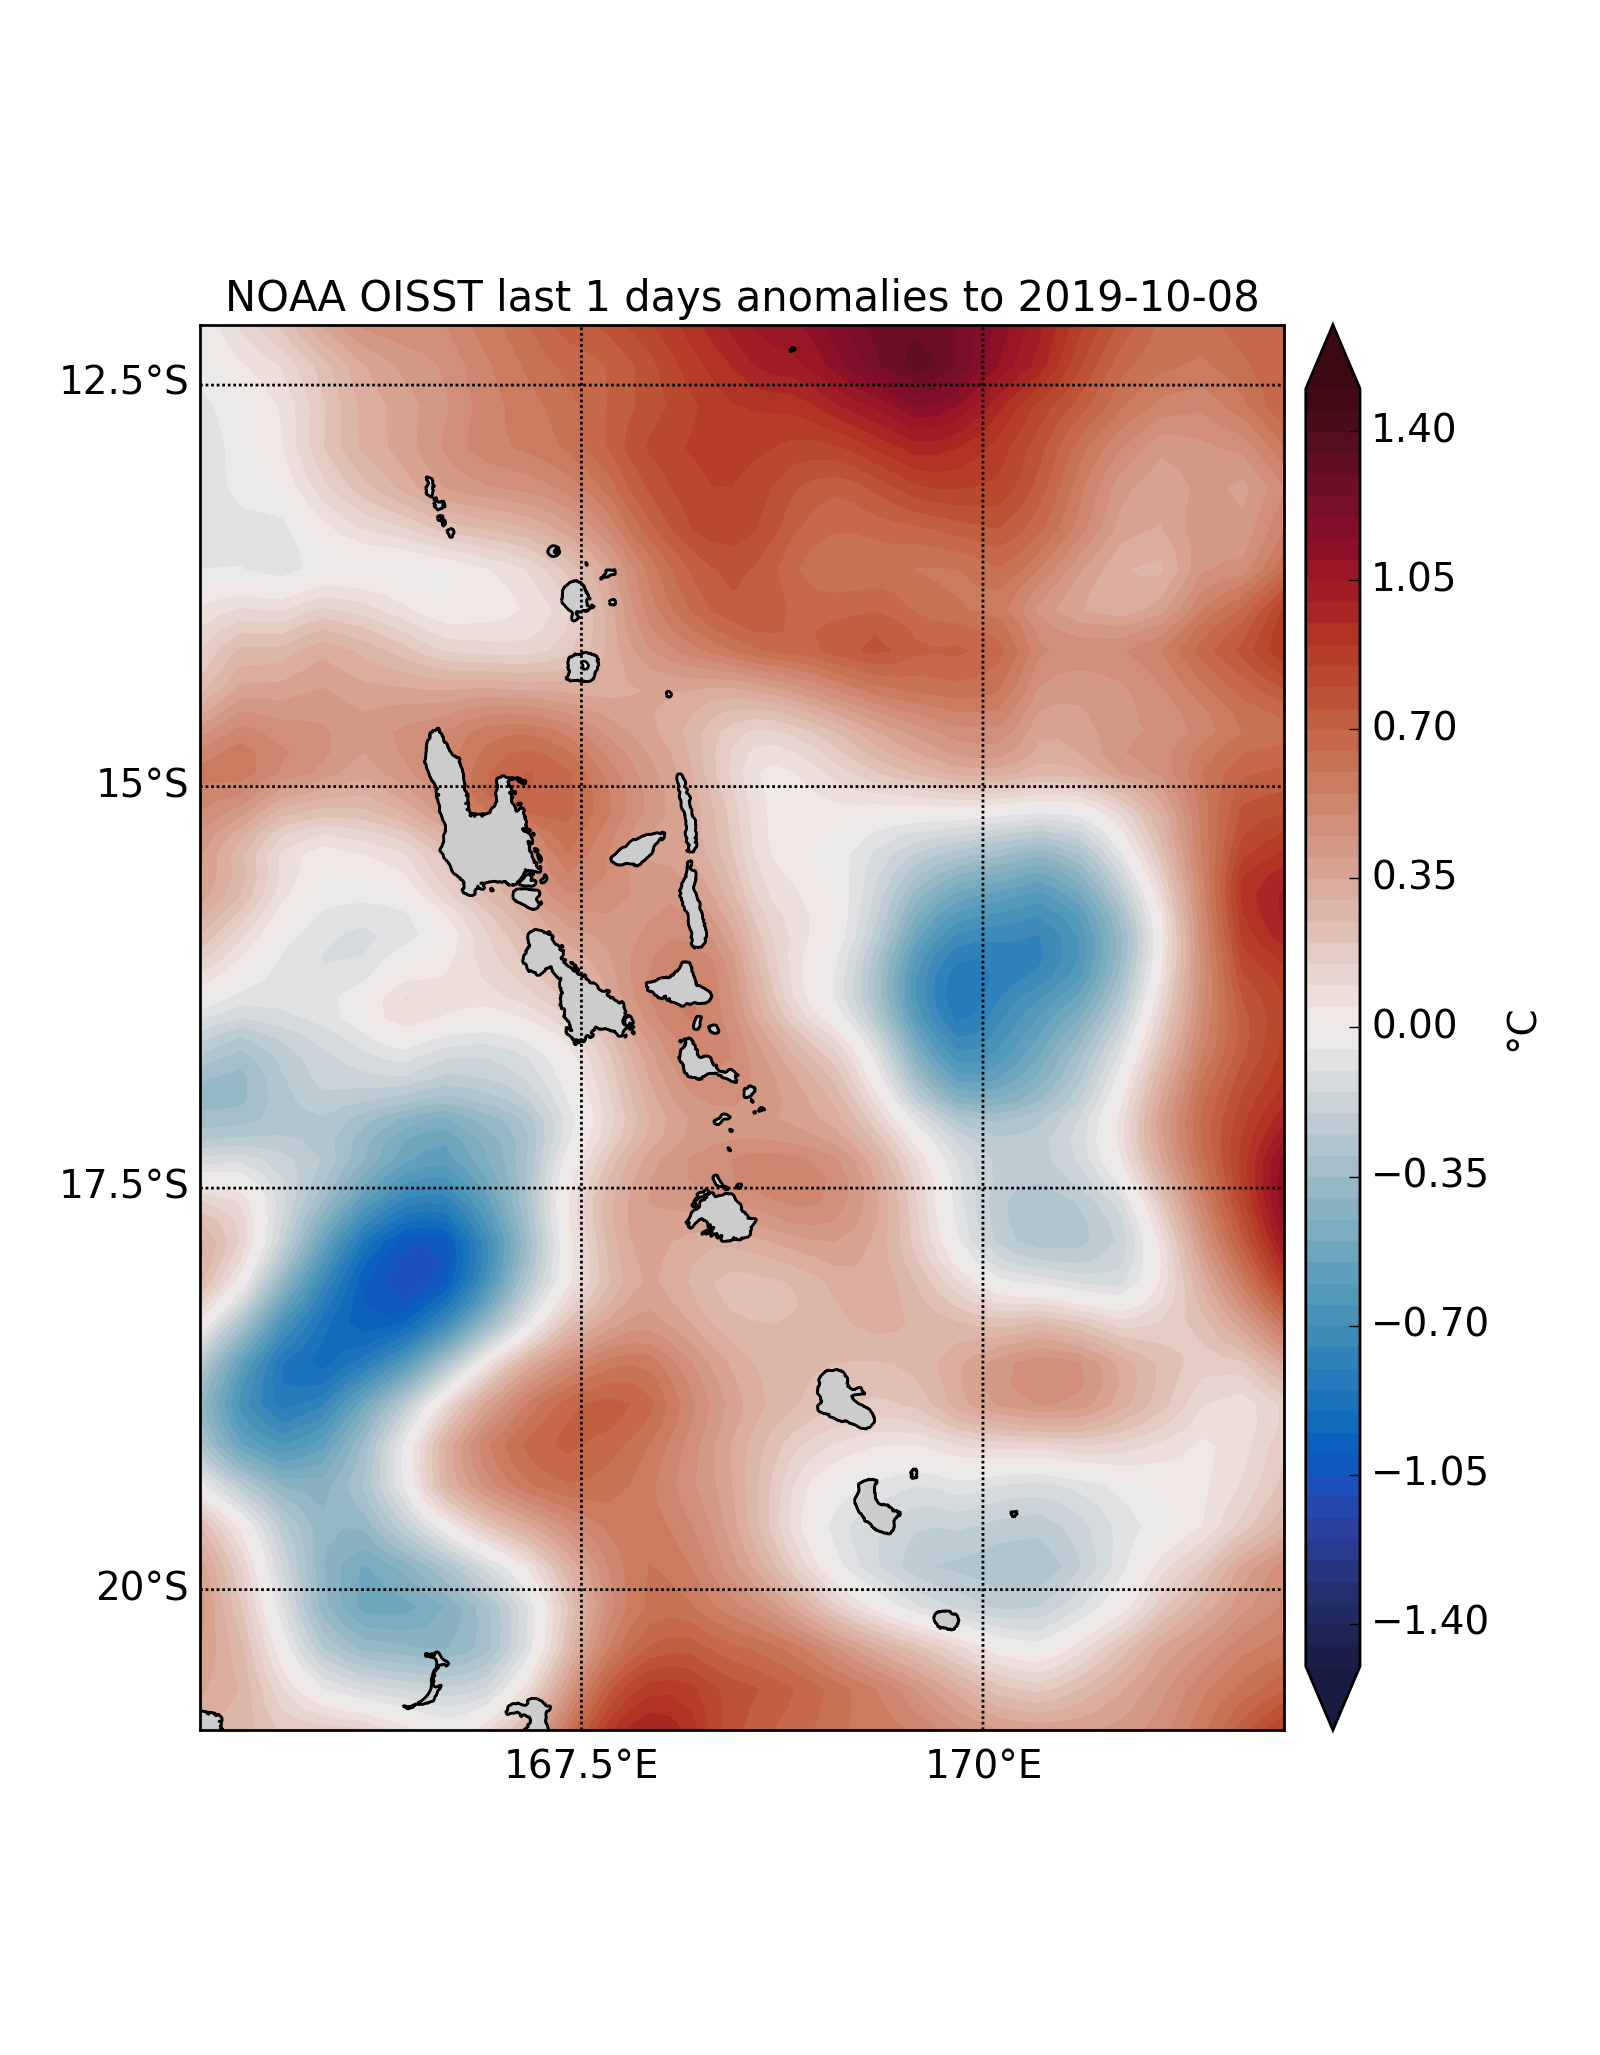 NOAA OISST last 1 days anomalies to 2019-10-08
12.5°S
15°S
17.5°S
20°S
167.5°E
170°E
1.40
1.05
0.70
0.35
0.00
−0.35
−0.70
−1.05
−1.40
°C